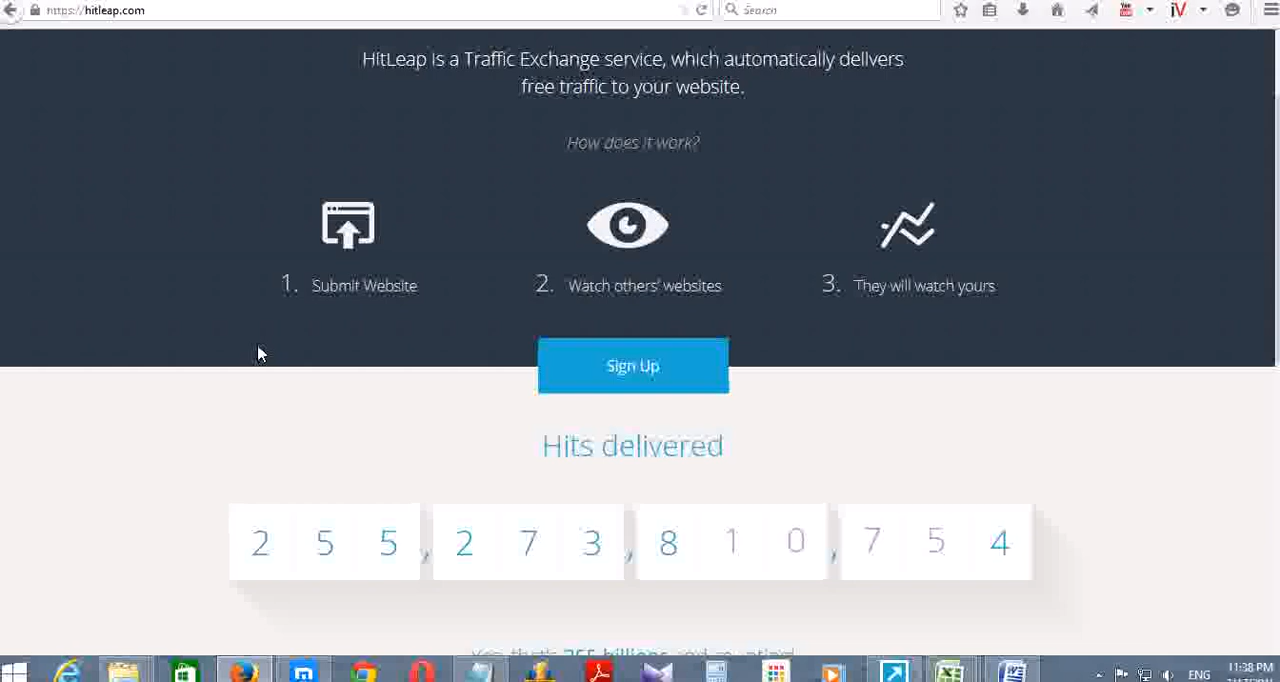 https://hitleap.com
Search
HitLeap is a Traffic Exchange service, which automatically delivers
free traffic to your website.
How does it work?
1. Submit Website
2. Watch others' websites
3. They will watch yours
Sign Up
Hits delivered
255,273,810,754
255 billions
ENG
11:38 PM